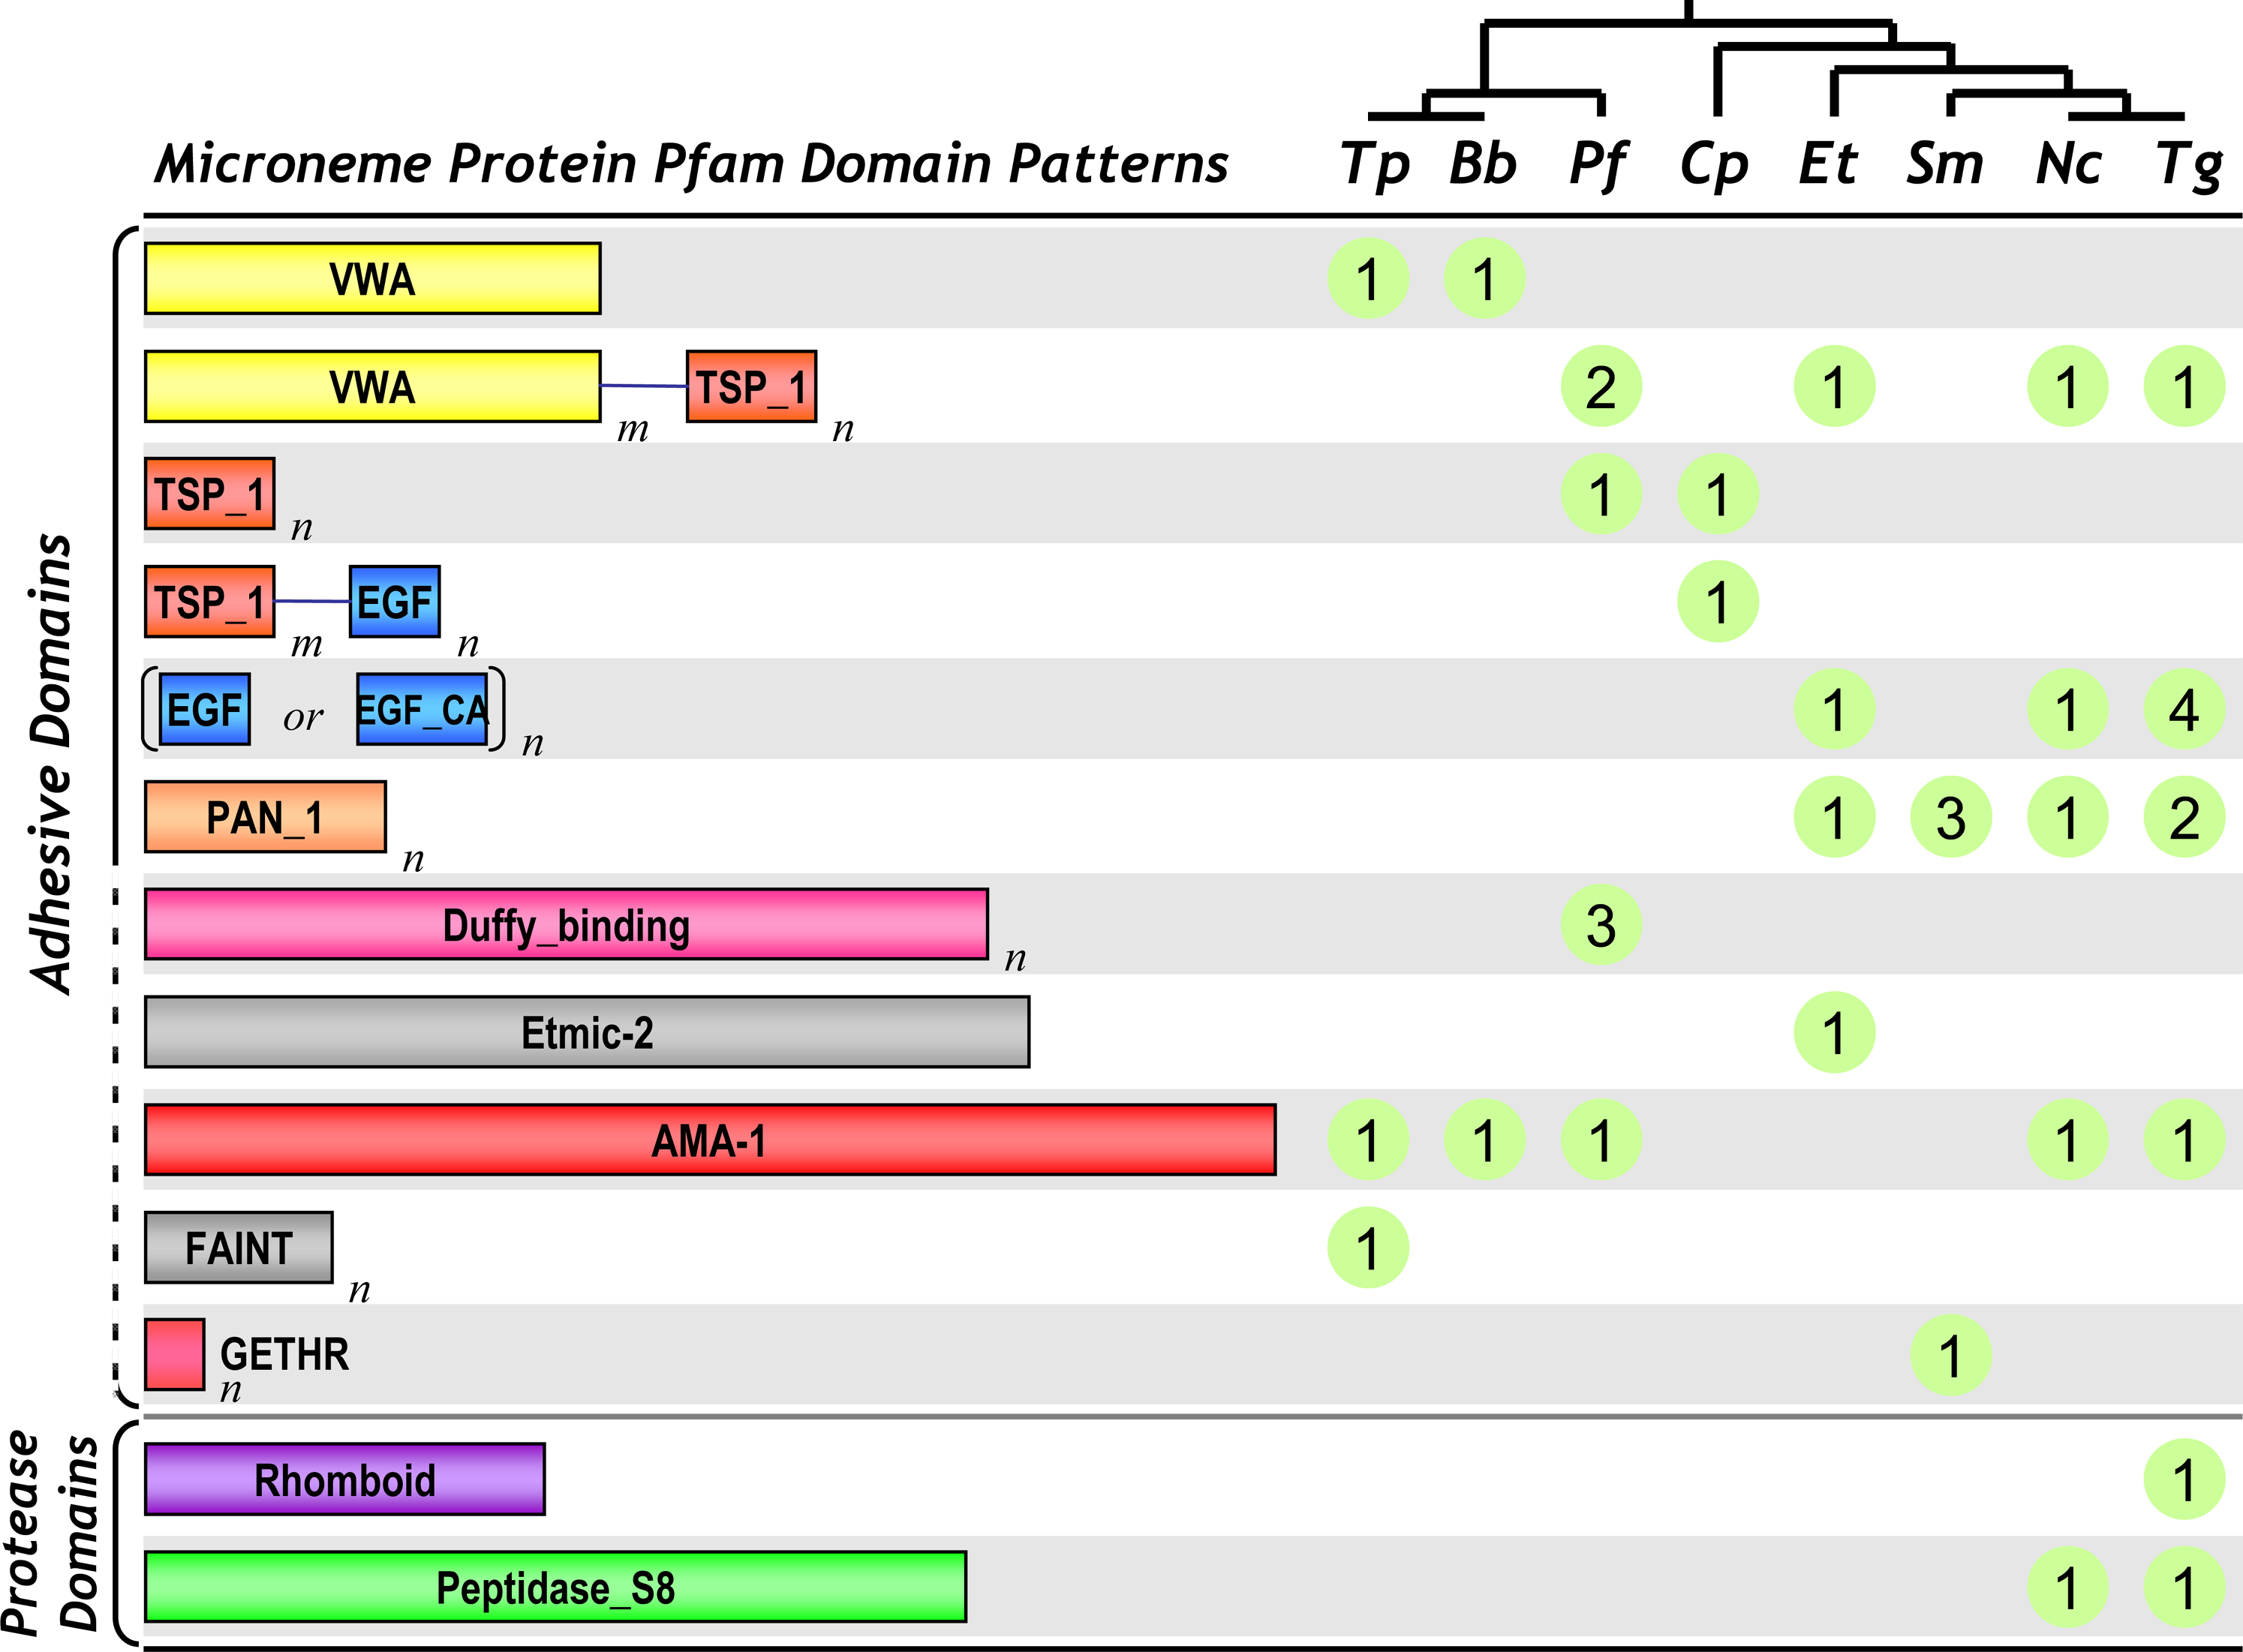 Microneme Protein Pfam Domain Patterns Tp Bb Pf Cp Et Sm Nc Tg
Adhesive Domains
VWA 1 1
VWA m TSP_1 n 2 1 1 1
TSP_1 n 1 1
TSP_1 m EGF n 1
EGF or EGF_CA n 1 1 4
PAN_1 n 1 3 1 2
Duffy_binding n 3
Etmic-2 1
AMA-1 1 1 1 1 1
FAINT n 1
GETHR n 1
Protease
Domains
Rhomboid 1
Peptidase_S8 1 1